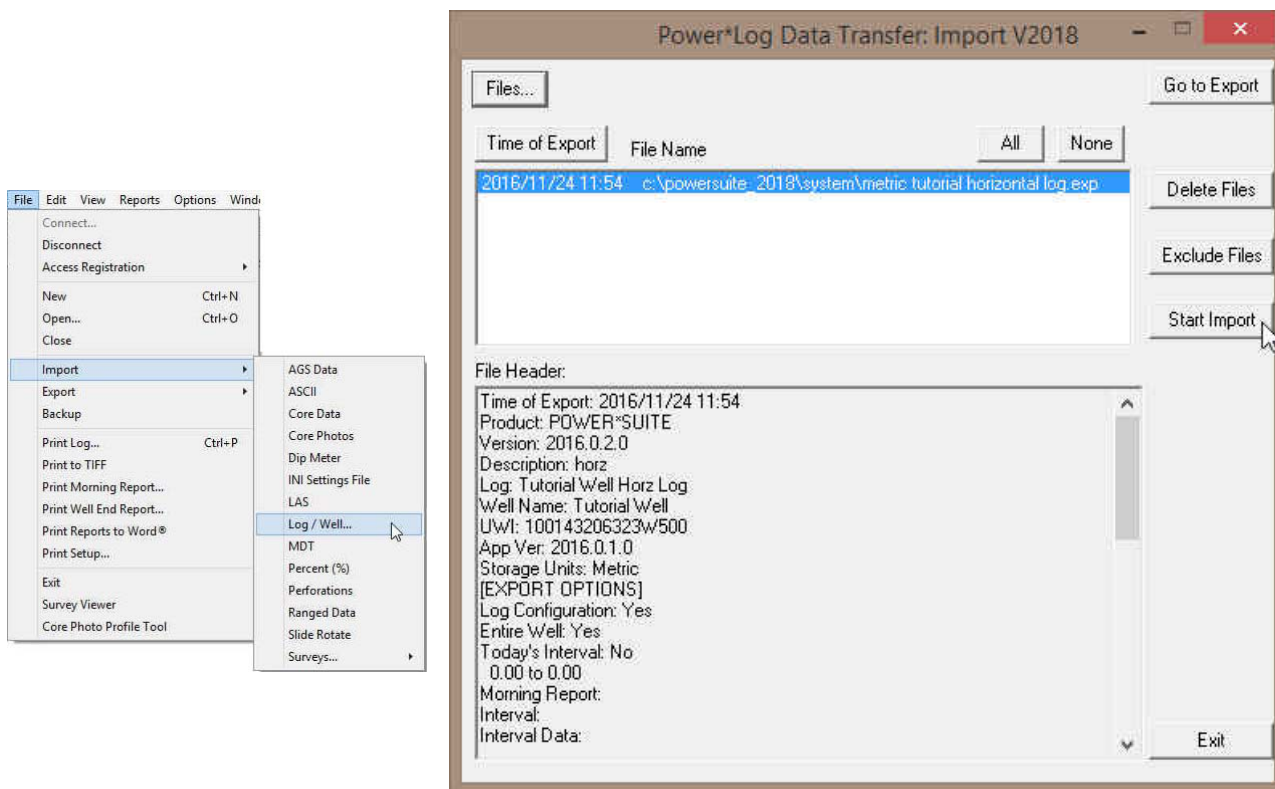 File Edit View Reports Options Wind
Connect...
Disconnect
Access Registration
New Ctrl+N
Open... Ctrl+O
Close
Import
Export
Backup
Print Log... Ctrl+P
Print to TIFF
Print Morning Report...
Print Well End Report...
Print Reports to Word®
Print Setup...
Exit
Survey Viewer
Core Photo Profile Tool
AGS Data
ASCII
Core Data
Core Photos
Dip Meter
INI Settings File
LAS
Log / Well...
MDT
Percent (%)
Perforations
Ranged Data
Slide Rotate
Surveys...
Power*Log Data Transfer: Import V2018
Files...
Go to Export
Time of Export File Name All None
2016/11/24 11:54 c:\powersuite_2018\system\metric tutorial horizontal log.exp
Delete Files
Exclude Files
Start Import
File Header:
Time of Export: 2016/11/24 11:54
Product: POWER*SUITE
Version: 2016.0.2.0
Description: horz
Log: Tutorial Well Horz Log
Well Name: Tutorial Well
UWI: 100143206323W500
App Ver: 2016.0.1.0
Storage Units: Metric
[EXPORT OPTIONS]
Log Configuration: Yes
Entire Well: Yes
Today's Interval: No
0.00 to 0.00
Morning Report:
Interval:
Interval Data:
Exit